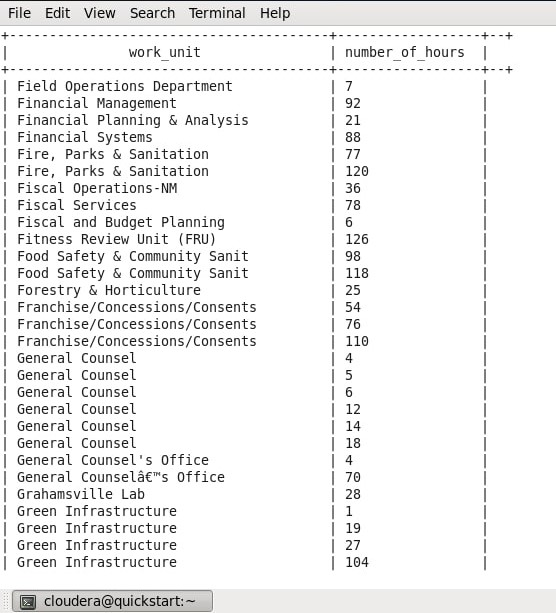 File Edit View Search Terminal Help
+----------------------------------------+------------------+--+
| work_unit | number_of_hours |
+----------------------------------------+------------------+--+
| Field Operations Department | 7 |
| Financial Management | 92 |
| Financial Planning & Analysis | 21 |
| Financial Systems | 88 |
| Fire, Parks & Sanitation | 77 |
| Fire, Parks & Sanitation | 120 |
| Fiscal Operations-NM | 36 |
| Fiscal Services | 78 |
| Fiscal and Budget Planning | 6 |
| Fitness Review Unit (FRU) | 126 |
| Food Safety & Community Sanit | 98 |
| Food Safety & Community Sanit | 118 |
| Forestry & Horticulture | 25 |
| Franchise/Concessions/Consents | 54 |
| Franchise/Concessions/Consents | 76 |
| Franchise/Concessions/Consents | 110 |
| General Counsel | 4 |
| General Counsel | 5 |
| General Counsel | 6 |
| General Counsel | 12 |
| General Counsel | 14 |
| General Counsel | 18 |
| General Counsel's Office | 4 |
| General Counselâ€™s Office | 70 |
| Grahamsville Lab | 28 |
| Green Infrastructure | 1 |
| Green Infrastructure | 19 |
| Green Infrastructure | 27 |
| Green Infrastructure | 104 |
cloudera@quickstart:~